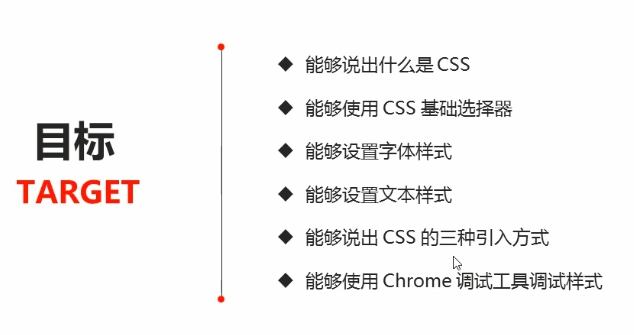 目标
TARGET
◆ 能够说出什么是 CSS
◆ 能够使用 CSS 基础选择器
◆ 能够设置字体样式
◆ 能够设置文本样式
◆ 能够说出 CSS 的三种引入方式
◆ 能够使用 Chrome 调试工具调试样式